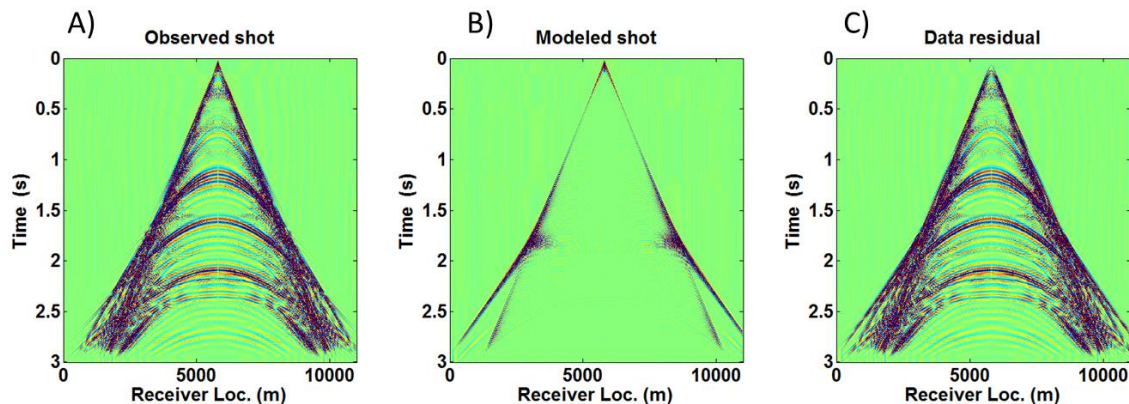 A)
Observed shot
0
0.5
1
1.5
2
2.5
3
Time (s)
0 5000 10000
Receiver Loc. (m)
B)
Modeled shot
0
0.5
1
1.5
2
2.5
3
Time (s)
0 5000 10000
Receiver Loc. (m)
C)
Data residual
0
0.5
1
1.5
2
2.5
3
Time (s)
0 5000 10000
Receiver Loc. (m)